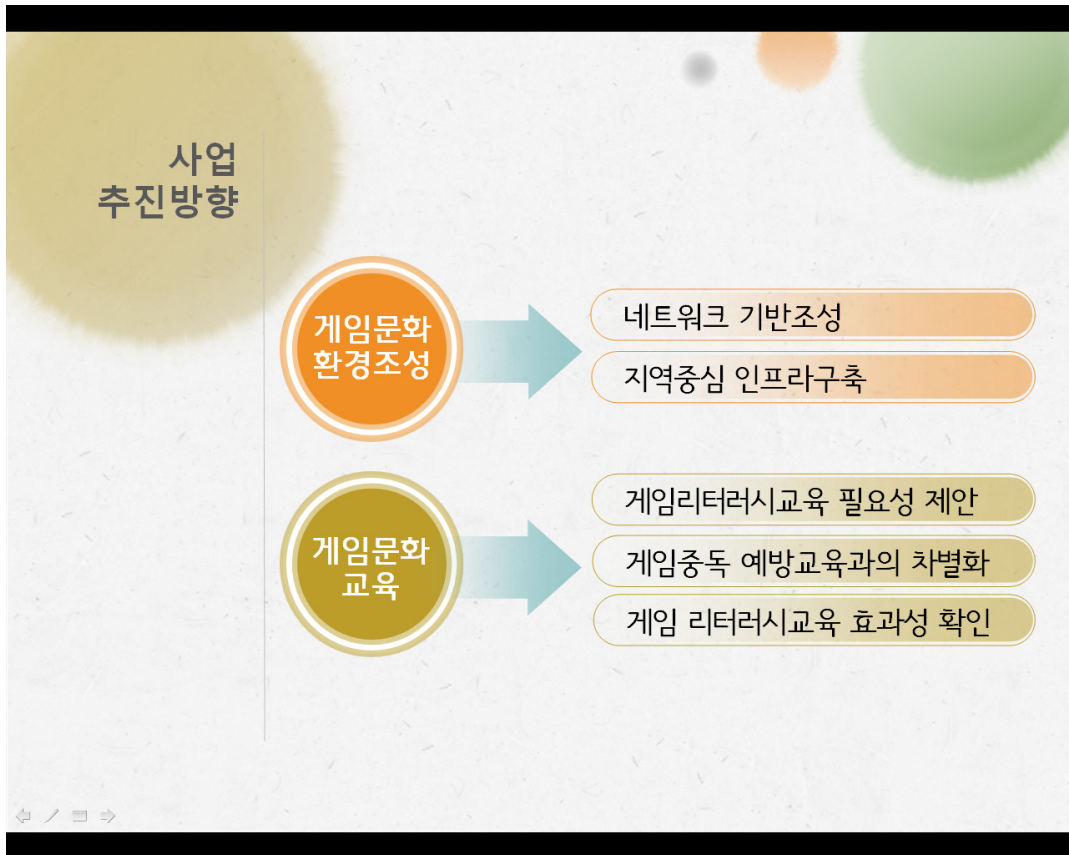 사업
추진방향
게임문화
환경조성
네트워크 기반조성
지역중심 인프라구축
게임문화
교육
게임리터러시교육 필요성 제안
게임중독 예방교육과의 차별화
게임 리터러시교육 효과성 확인